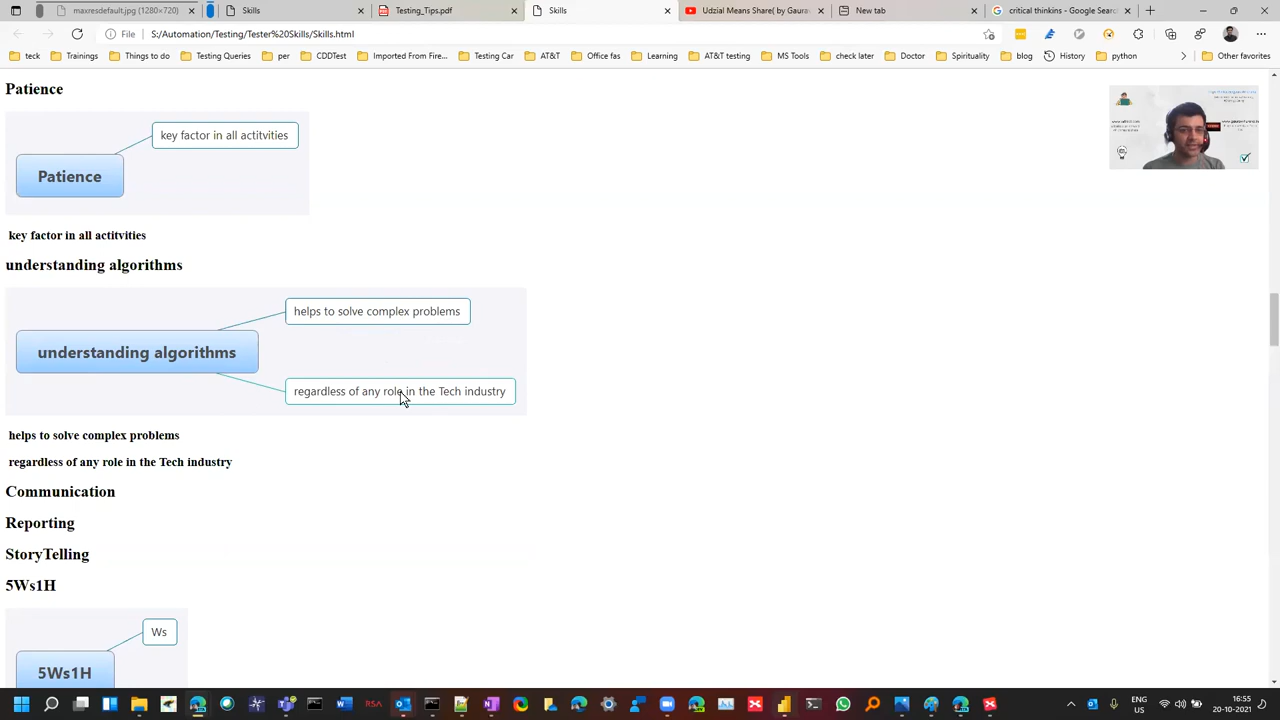 maxresdefault.jpg (1280×720)
Skills
Testing_Tips.pdf
Skills
Udzial Means Share( by Gaurav
New tab
critical thinkins - Google Search
File
S:/Automation/Testing/Tester%20Skills/Skills.html
teck
Trainings
Things to do
Testing Queries
per
CDDTest
Imported From Fire...
Testing Car
AT&T
Office fas
Learning
AT&T testing
MS Tools
check later
Doctor
Spirituality
blog
History
python
Other favorites
Patience
key factor in all actitvities
Patience
key factor in all actitvities
understanding algorithms
helps to solve complex problems
understanding algorithms
regardless of any role in the Tech industry
helps to solve complex problems
regardless of any role in the Tech industry
Communication
Reporting
StoryTelling
5Ws1H
Ws
5Ws1H
RSA
ENG
US
16:55
20-10-2021